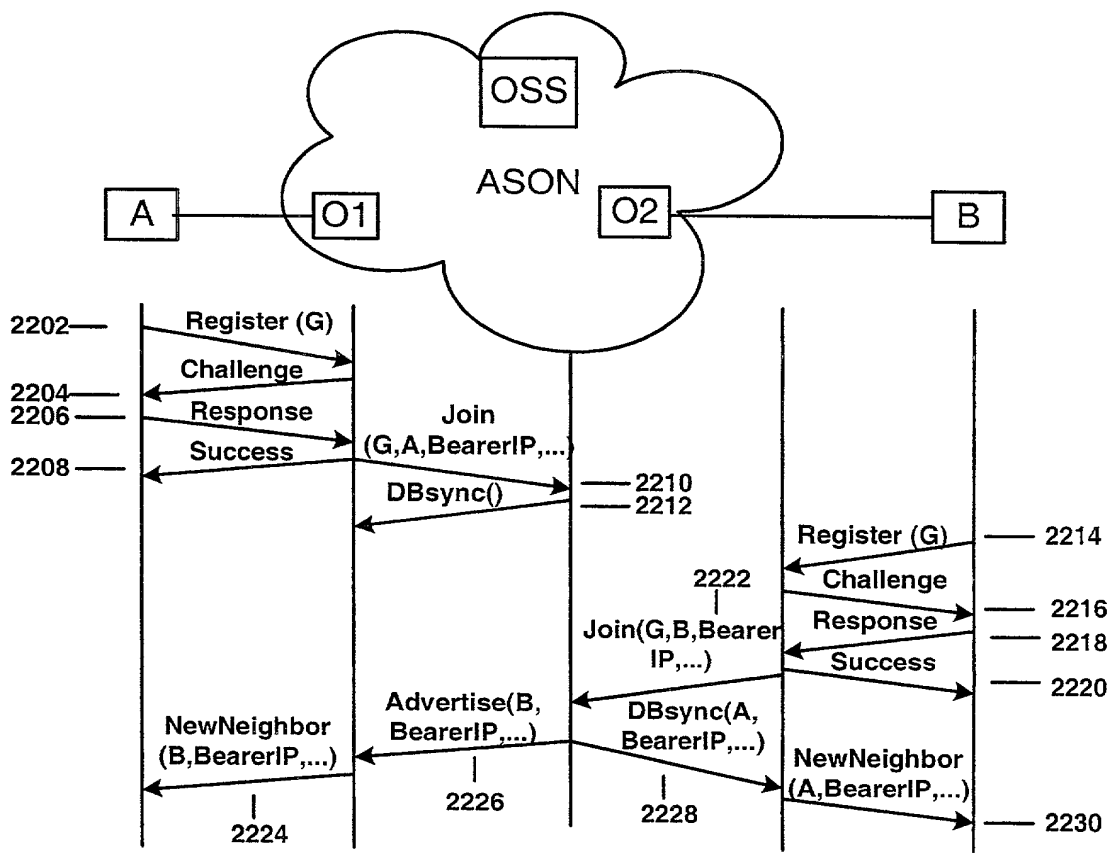 OSS
ASON
A
O1
O2
B
2202
Register (G)
Challenge
2204
2206
Response
Join
(G,A,BearerIP,...)
Success
2208
2210
DBsync()
2212
Register (G)
2214
2222
Challenge
2216
Join(G,B,Bearer
IP,...)
Response
2218
Success
2220
Advertise(B,
BearerIP,...)
DBsync(A,
BearerIP,...)
NewNeighbor
(B,BearerIP,...)
NewNeighbor
(A,BearerIP,...)
2226
2228
2224
2230